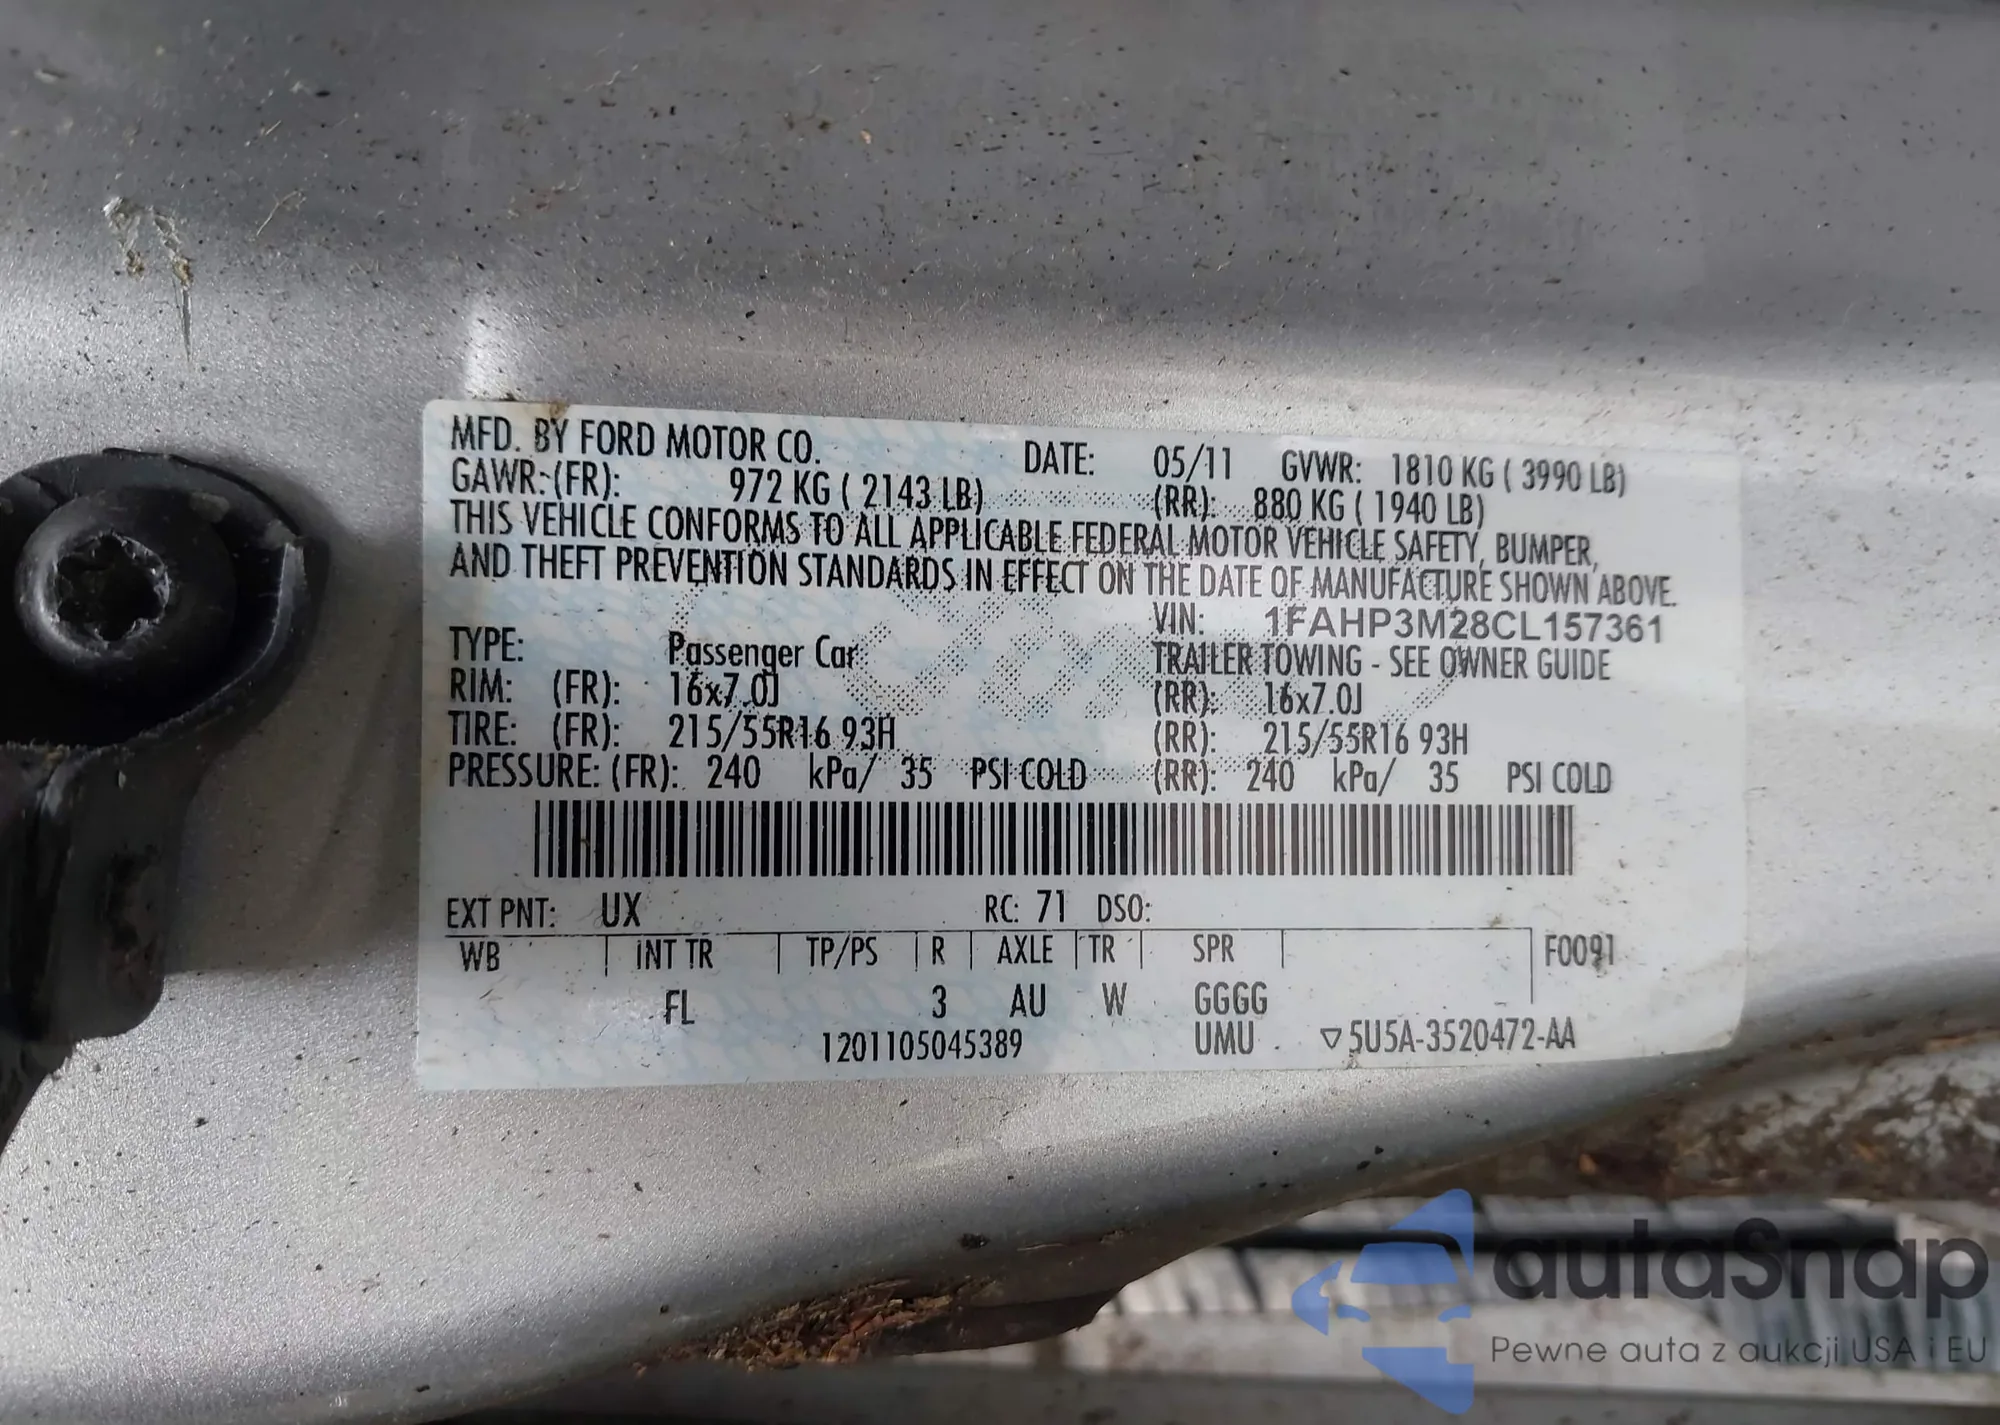 MFD. BY FORD MOTOR CO. DATE: 05/11 GVWR: 1810 KG ( 3990 LB)
GAWR: (FR): 972 KG ( 2143 LB) (RR): 880 KG ( 1940 LB)
THIS VEHICLE CONFORMS TO ALL APPLICABLE FEDERAL MOTOR VEHICLE SAFETY, BUMPER,
AND THEFT PREVENTION STANDARDS IN EFFECT ON THE DATE OF MANUFACTURE SHOWN ABOVE.
VIN: 1FAHP3M28CL157361
TYPE: Passenger Car TRAILER TOWING - SEE OWNER GUIDE
RIM: (FR): 16x7.0J (RR): 16x7.0J
TIRE: (FR): 215/55R16 93H (RR): 215/55R16 93H
PRESSURE: (FR): 240 kPa/ 35 PSI COLD (RR): 240 kPa/ 35 PSI COLD
EXT PNT: UX RC: 71 DSO:
WB INT TR TP/PS R AXLE TR SPR F0091
FL 3 AU W GGGG
1201105045389 UMU ▽5U5A-3520472-AA
autaSnap
Pewne auta z aukcji USA i EU